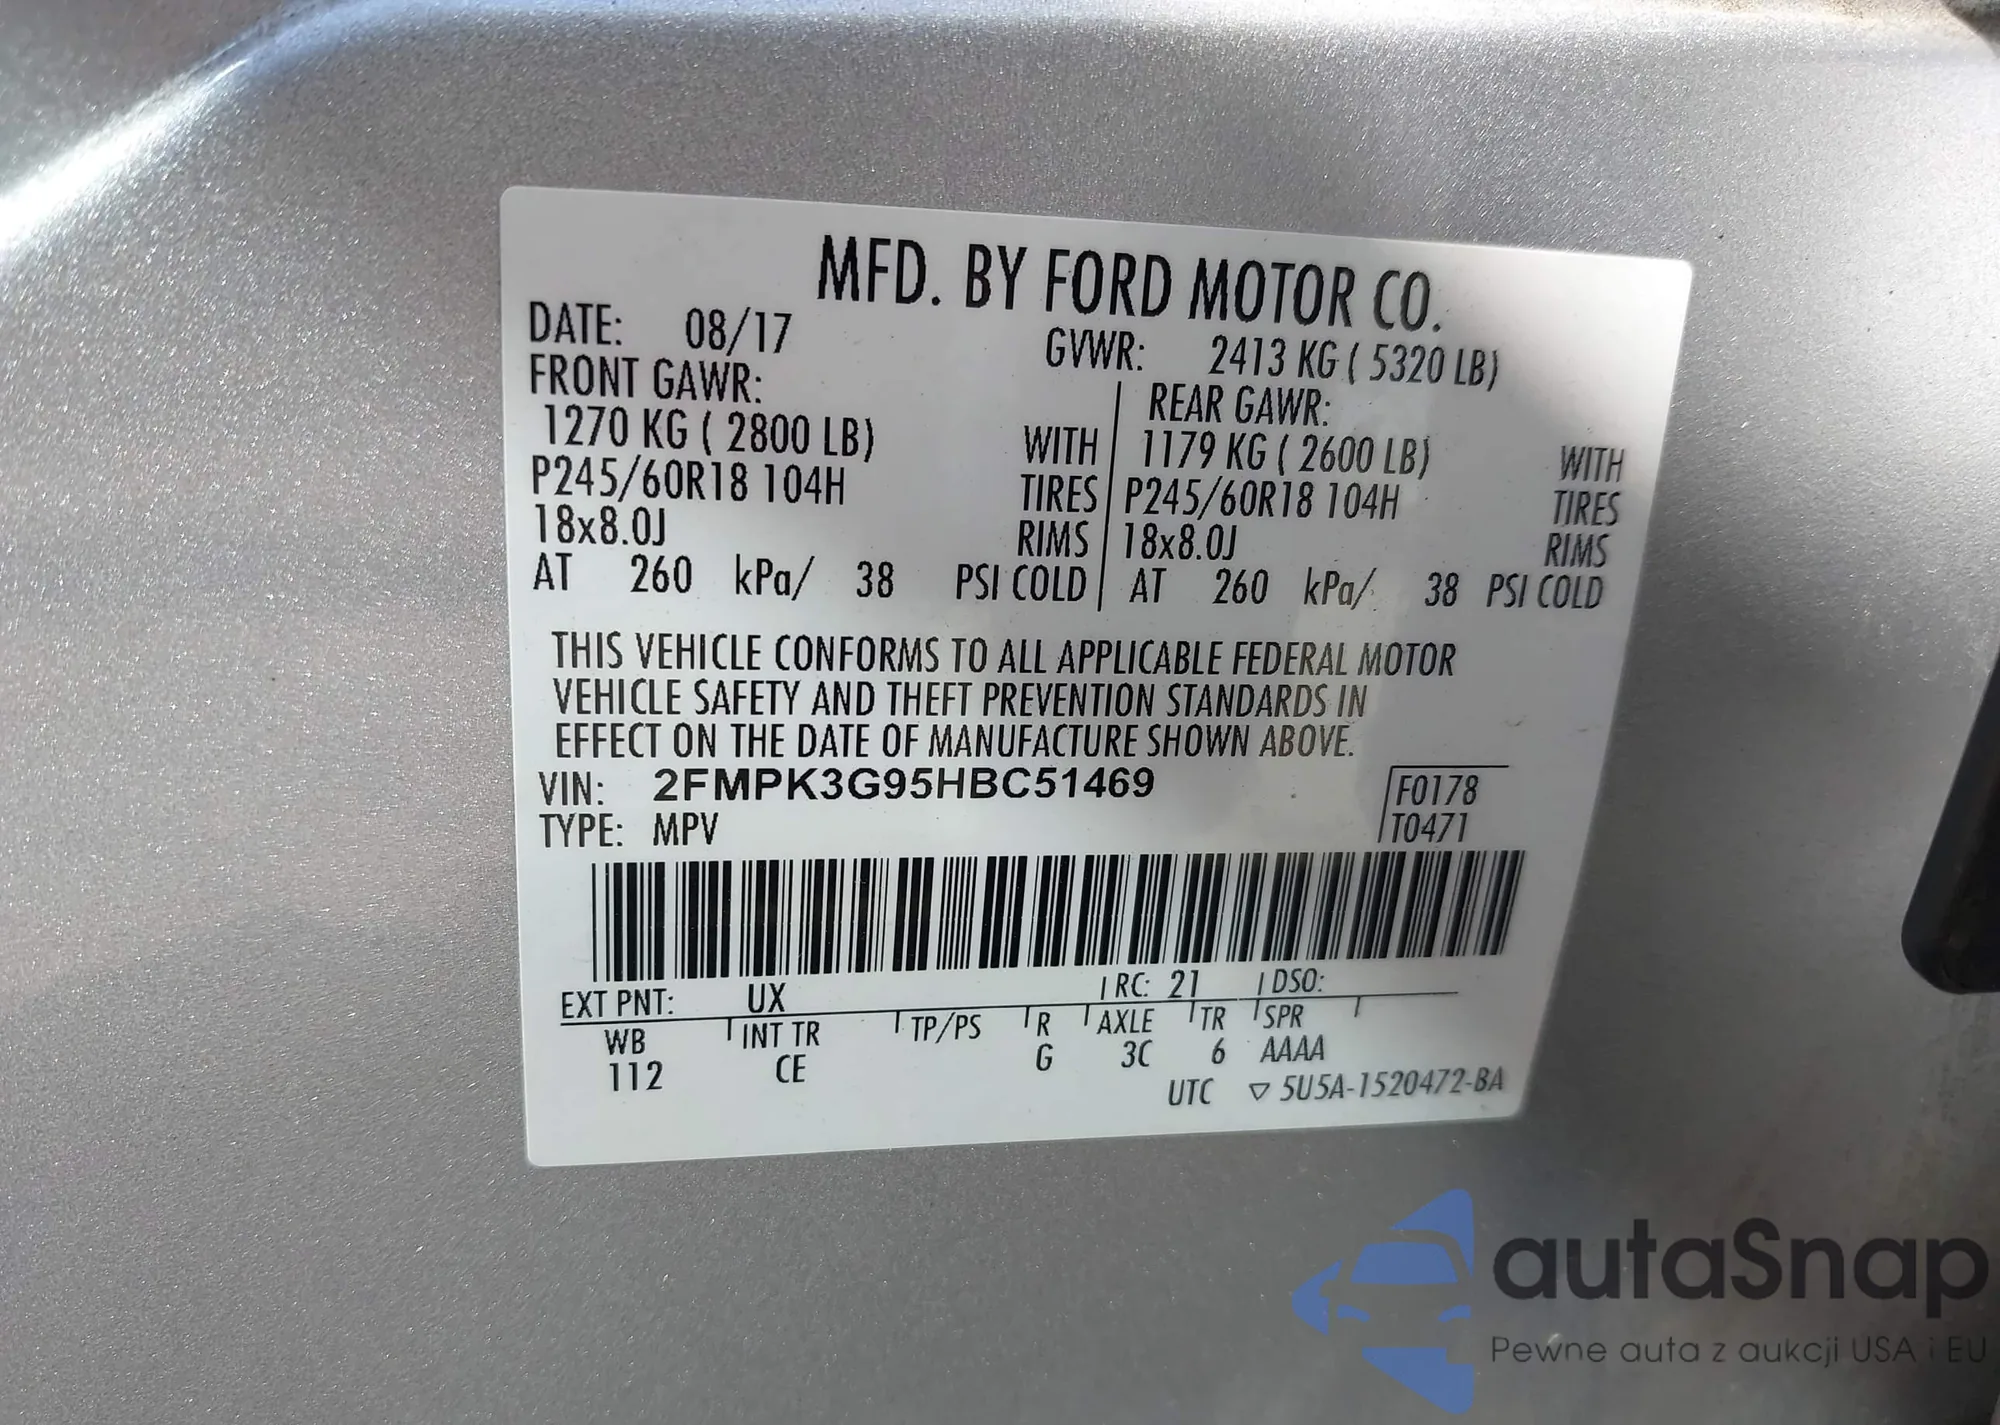 MFD. BY FORD MOTOR CO.
DATE: 08/17 GVWR: 2413 KG ( 5320 LB)
FRONT GAWR: REAR GAWR:
1270 KG ( 2800 LB) WITH 1179 KG ( 2600 LB) WITH
P245/60R18 104H TIRES P245/60R18 104H TIRES
18x8.0J RIMS 18x8.0J RIMS
AT 260 kPa/ 38 PSI COLD AT 260 kPa/ 38 PSI COLD
THIS VEHICLE CONFORMS TO ALL APPLICABLE FEDERAL MOTOR
VEHICLE SAFETY AND THEFT PREVENTION STANDARDS IN
EFFECT ON THE DATE OF MANUFACTURE SHOWN ABOVE.
VIN: 2FMPK3G95HBC51469 F0178
TYPE: MPV T0471
EXT PNT: UX RC: 21 DSO:
WB INT TR TP/PS R AXLE TR SPR
112 CE G 3C 6 AAAA
UTC ▽ 5U5A-1520472-BA
autaSnap
Pewne auta z aukcji USA i EU